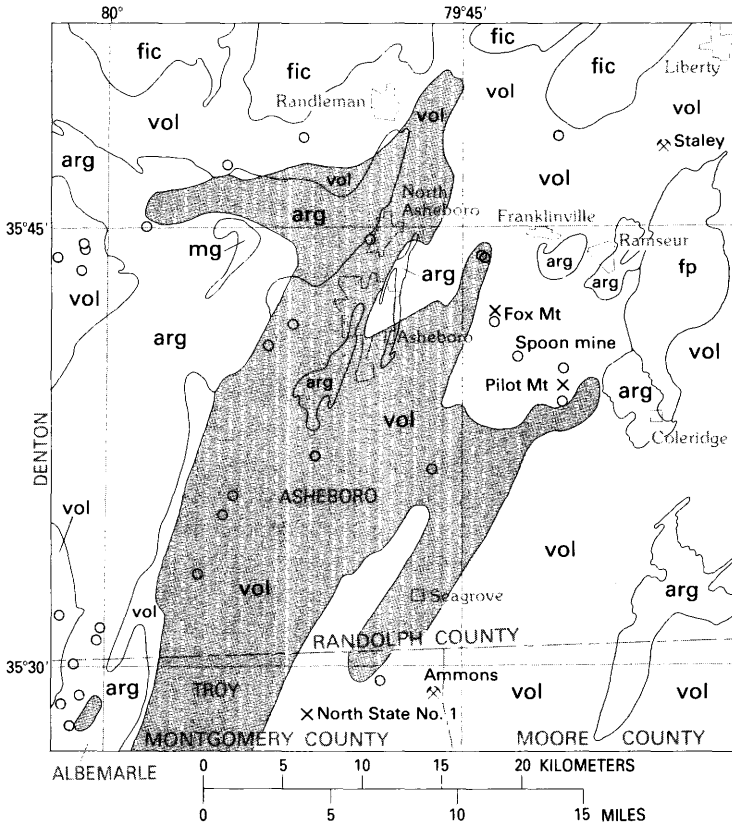 80°
79°45'
fic
fic
fic
fic
Liberty
Randleman
vol
vol
vol
vol
Staley
arg
vol
vol
North
Asheboro
arg
Franklinville
Ramseur
35°45'
mg
arg
arg
arg
fp
vol
Fox Mt
arg
Spoon mine
Asheboro
vol
Pilot Mt
arg
arg
vol
Coleridge
DENTON
ASHEBORO
vol
vol
arg
vol
vol
Seagrove
RANDOLPH COUNTY
35°30'
arg
TROY
Ammons
vol
vol
North State No. 1
MONTGOMERY COUNTY
MOORE COUNTY
ALBEMARLE
0 5 10 15 20 KILOMETERS
0 5 10 15 MILES